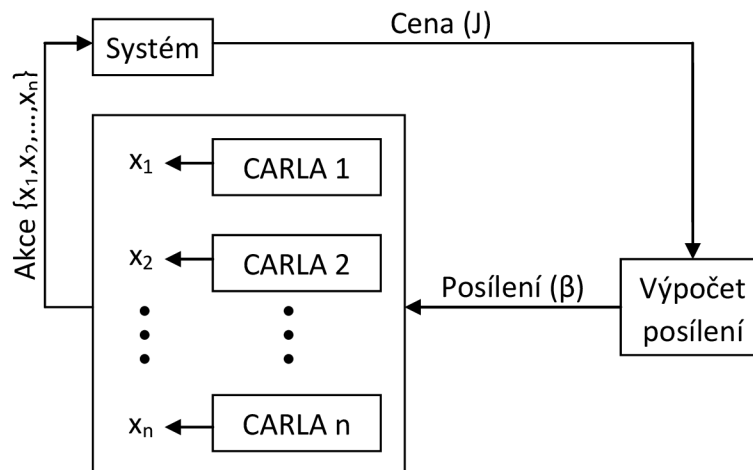 Cena (J)
Systém
Akce {x₁,x₂,...,xₙ}
x₁
CARLA 1
x₂
CARLA 2
Posílení (β)
Výpočet
posílení
xₙ
CARLA n